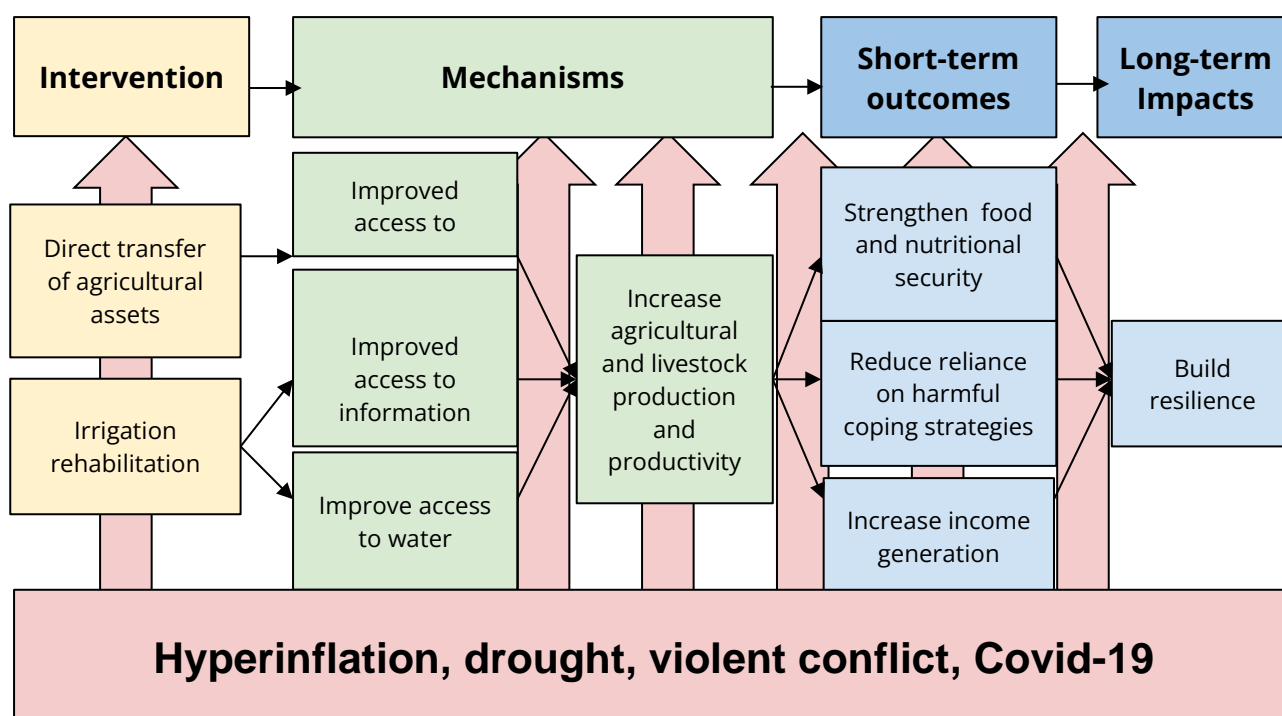 Intervention
Mechanisms
Short-term
outcomes
Long-term
Impacts
Direct transfer
of agricultural
assets
Irrigation
rehabilitation
Improved
access to
Improved
access to
information
Improve access
to water
Increase
agricultural
and livestock
production
and
productivity
Strengthen food
and nutritional
security
Reduce reliance
on harmful
coping strategies
Increase income
generation
Build
resilience
Hyperinflation, drought, violent conflict, Covid-19